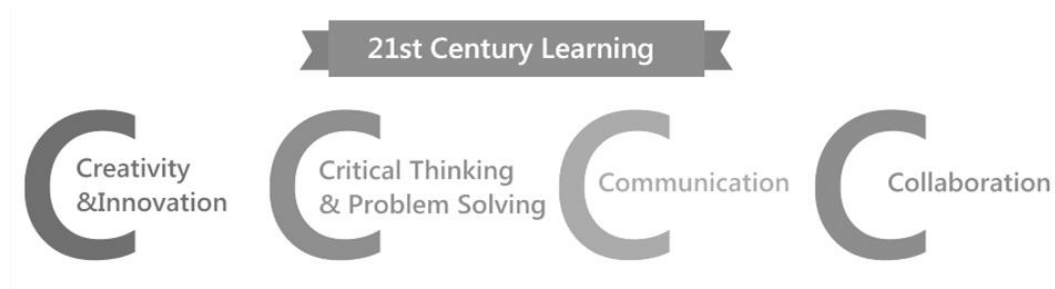 21st Century Learning
Creativity
&Innovation
Critical Thinking
& Problem Solving
Communication
Collaboration